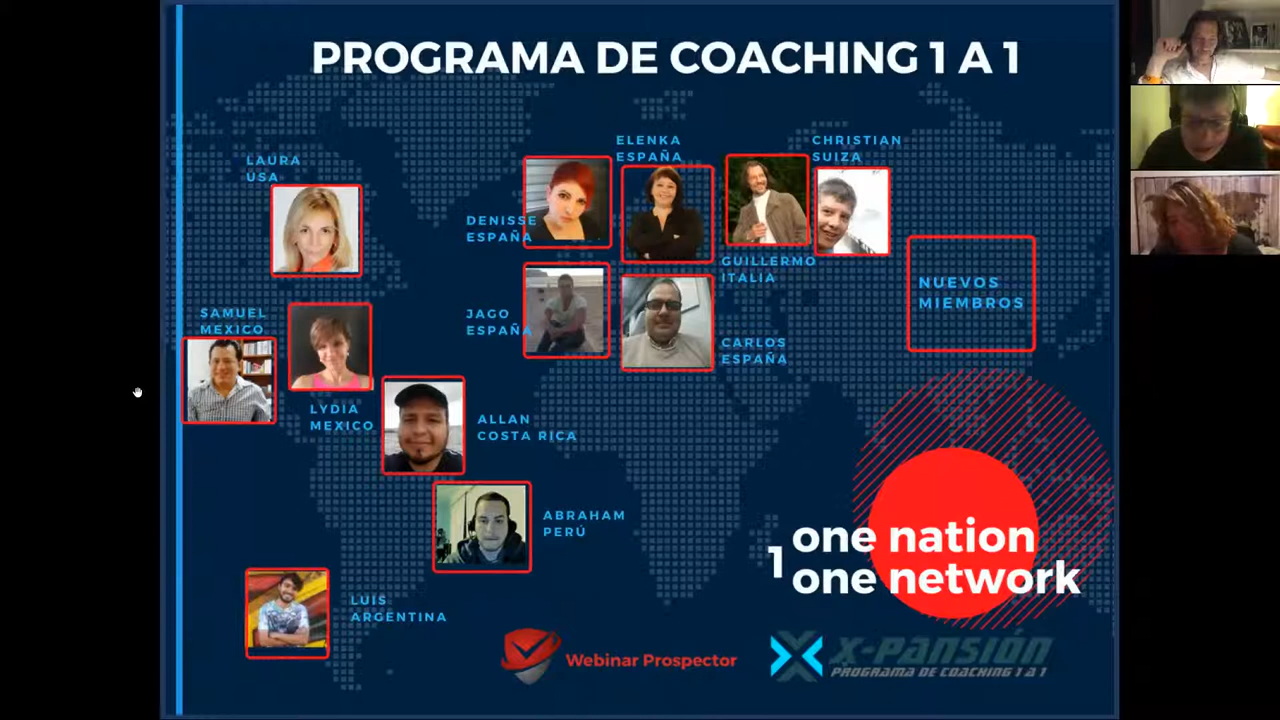 PROGRAMA DE COACHING 1 A 1
LAURA
USA
ELENKA
ESPAÑA
CHRISTIAN
SUIZA
DENISSE
ESPAÑA
GUILLERMO
ITALIA
NUEVOS
MIEMBROS
SAMUEL
MEXICO
JAGO
ESPAÑA
CARLOS
ESPAÑA
LYDIA
MEXICO
ALLAN
COSTA RICA
ABRAHAM
PERÚ
1 one nation
one network
LUIS
ARGENTINA
Webinar Prospector
X-PANSIÓN
PROGRAMA DE COACHING 1 A 1